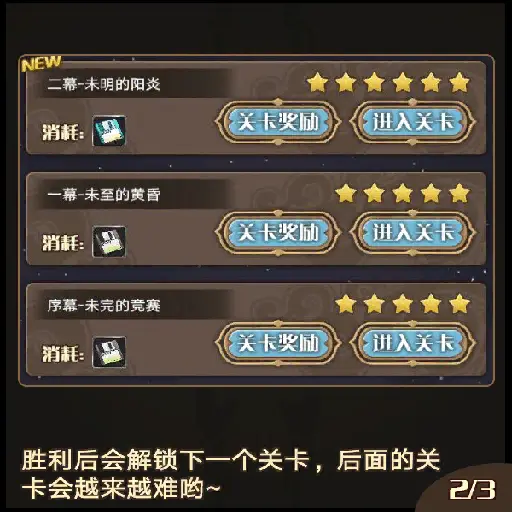 NEW
二幕-未明的阳炎
消耗:
关卡奖励
进入关卡
一幕-未至的黄昏
消耗:
关卡奖励
进入关卡
序幕-未完的竞赛
消耗:
关卡奖励
进入关卡
胜利后会解锁下一个关卡，后面的关
卡会越来越难哟~
2/3